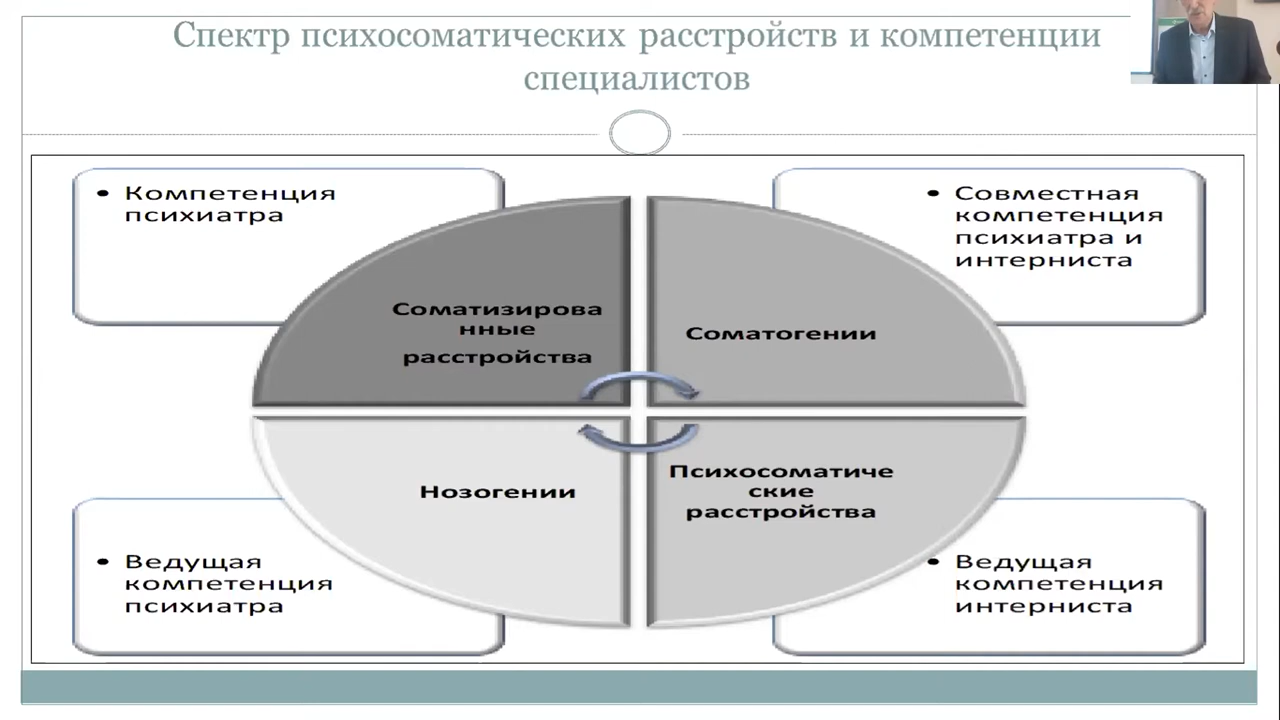 Спектр психосоматических расстройств и компетенции
специалистов
• Компетенция
психиатра
• Совместная
компетенция
психиатра и
интерниста
Соматизирова
нные
расстройства
Соматогении
Нозогении
Психосоматиче
ские
расстройства
• Ведущая
компетенция
психиатра
• Ведущая
компетенция
интерниста